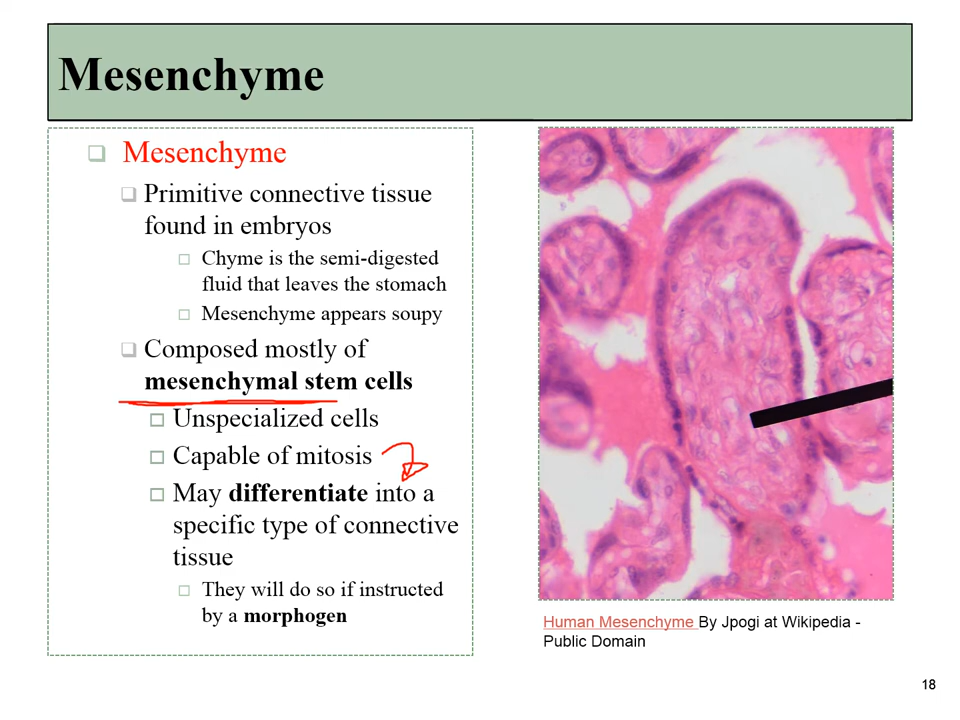 Mesenchyme
Mesenchyme
Primitive connective tissue
found in embryos
Chyme is the semi-digested
fluid that leaves the stomach
Mesenchyme appears soupy
Composed mostly of
mesenchymal stem cells
Unspecialized cells
Capable of mitosis
May differentiate into a
specific type of connective
tissue
They will do so if instructed
by a morphogen
Human Mesenchyme By Jpogi at Wikipedia -
Public Domain
18